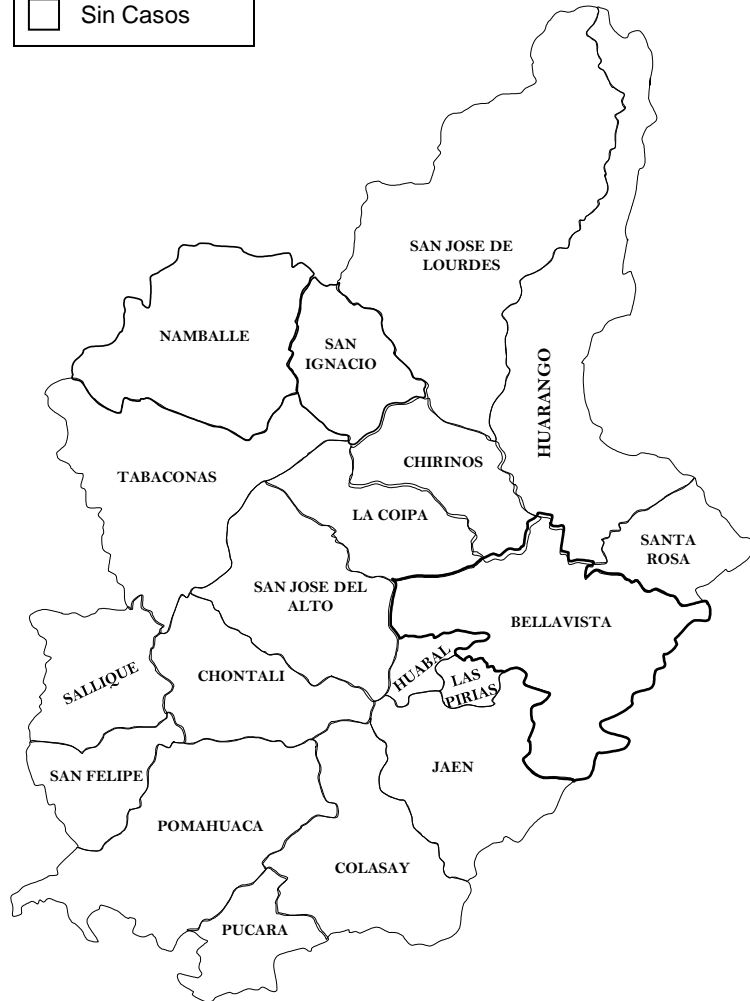 Sin Casos
SAN JOSE DE
LOURDES
NAMBALLE
SAN
IGNACIO
HUARANGO
CHIRINOS
TABACONAS
LA COIPA
SANTA
ROSA
SAN JOSE DEL
ALTO
BELLAVISTA
HUABAL
LAS
PIRIAS
SALLIQUE
CHONTALI
JAEN
SAN FELIPE
POMAHUACA
COLASAY
PUCARA